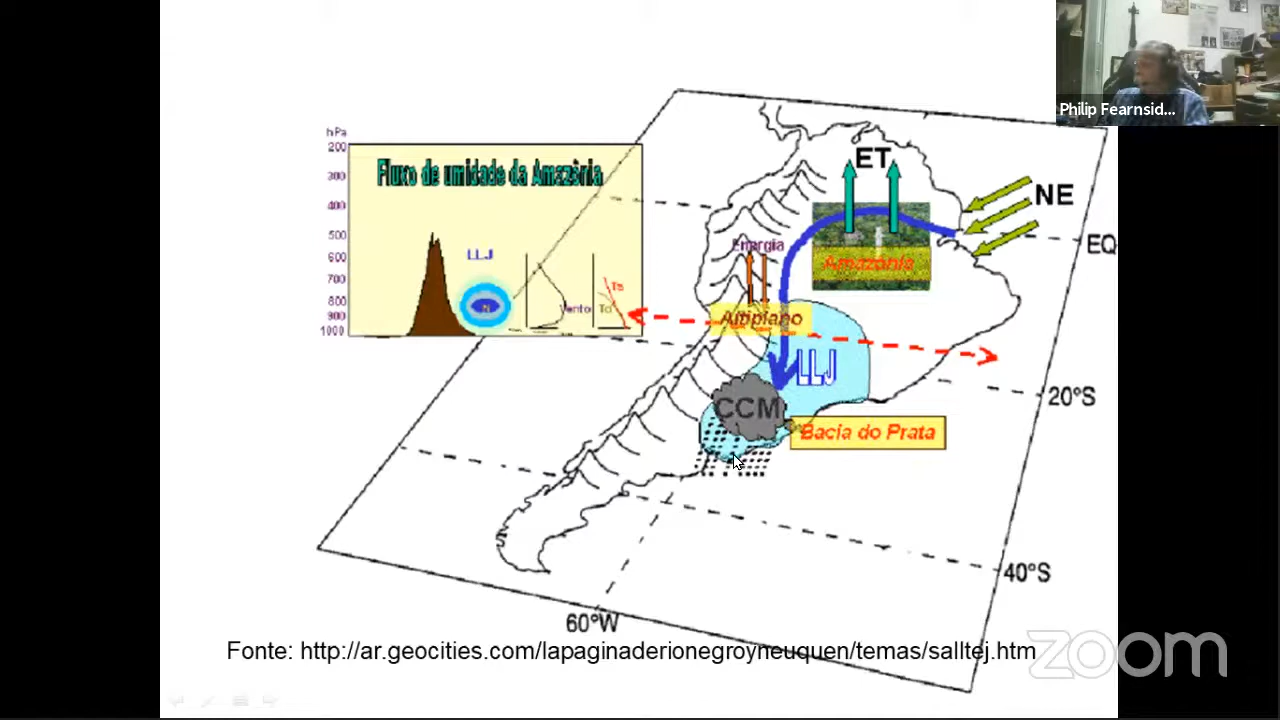 Philip Fearnsid...
hPa
200
300
400
500
600
700
800
900
1000
Fluxo de umidade da Amazônia
LLJ
N
Vento
Td
Ts
ET
NE
EQ
Energia
Amazônia
Altiplano
LLJ
20°S
CCM
Bacia do Prata
40°S
60°W
Fonte: http://ar.geocities.com/lapaginaderionegroyneuquen/temas/salltej.htm
zoom